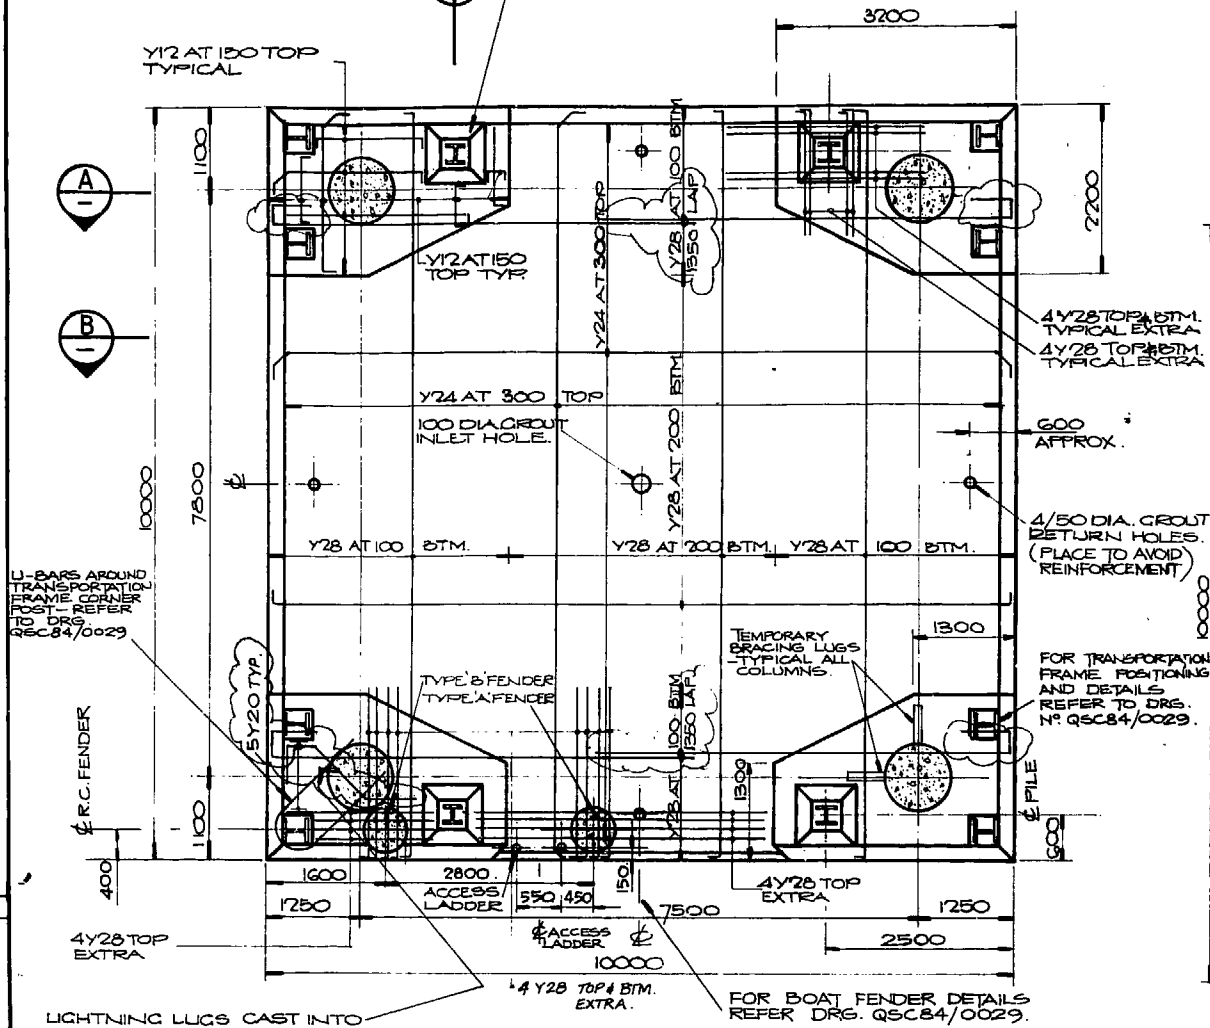 3200
Y12 AT 150 TOP
TYPICAL
1100
A
-
Y28 AT 100 BTM
1350 LAP
Y24 AT 300 TOP
2200
Y12 AT 150
TOP TYP.
B
-
4Y28 TOP & BTM.
TYPICAL EXTRA
4Y28 TOP & BTM.
TYPICAL EXTRA
Y24 AT 300 TOP
100 DIA. GROUT
INLET HOLE.
Y28 AT 200 BTM
600
APPROX.
10000
7800
℄
4/50 DIA. GROUT
RETURN HOLES.
(PLACE TO AVOID)
REINFORCEMENT)
Y28 AT 100 BTM.
Y28 AT 200 BTM.
Y28 AT 100 BTM.
U-BARS AROUND
TRANSPORTATION
FRAME CORNER
POST - REFER
TO DRG.
QSC84/0029
10000
1300
TEMPORARY
BRACING LUGS
-TYPICAL ALL
COLUMNS.
FOR TRANSPORTATION
FRAME POSITIONING
AND DETAILS
REFER TO DRG.
Nº QSC84/0029.
5Y20 TYP.
TYPE 'B' FENDER
TYPE 'A' FENDER
Y28 AT 100 BTM
1350 LAP.
℄ R.C. FENDER
1300
℄ PILE
1100
400
600
1600
2800
ACCESS
LADDER
550
450
150
4Y28 TOP
EXTRA
1250
7500
1250
4Y28 TOP
EXTRA
℄ ACCESS
LADDER
℄
2500
10000
4 Y28 TOP & BTM.
EXTRA.
FOR BOAT FENDER DETAILS
REFER DRG. QSC84/0029.
LIGHTNING LUGS CAST INTO